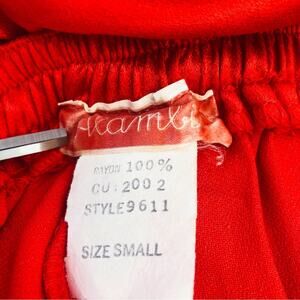 RAYON 100%
CU: 2002
STYLE9611
SIZE SMALL